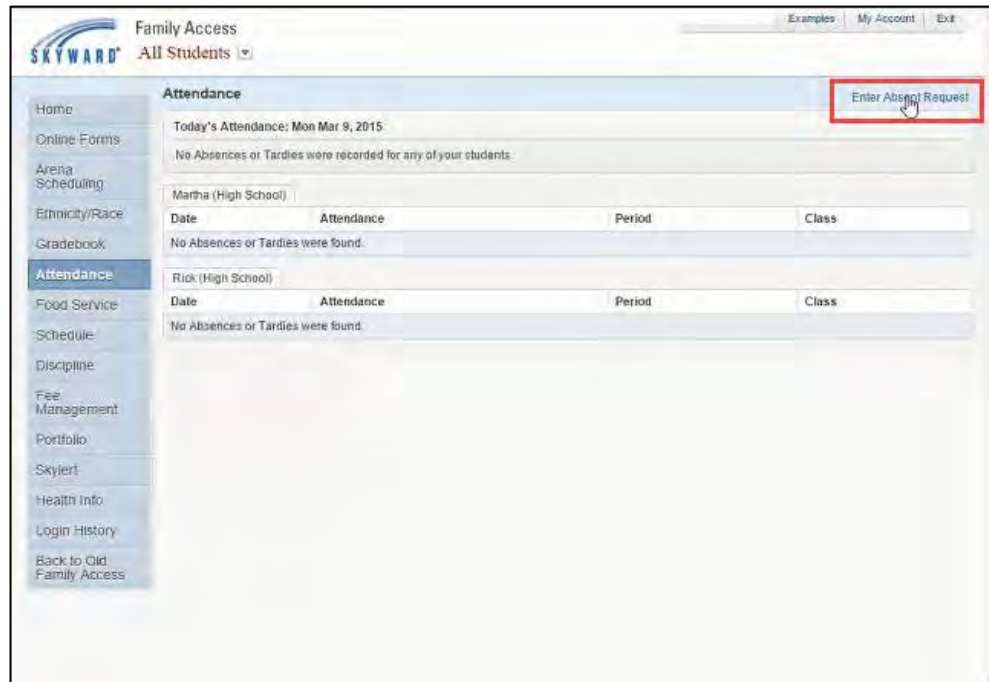 Family Access
Examples | My Account | Exit
SKYWARD® All Students
Attendance
Enter Absent Request
Home
Online Forms
Arena
Scheduling
Ethnicity/Race
Gradebook
Attendance
Food Service
Schedule
Discipline
Fee
Management
Portfolio
Skylert
Health Info
Login History
Back to Old
Family Access
Today's Attendance: Mon Mar 9, 2015
No Absences or Tardies were recorded for any of your students
Martha (High School)
Date Attendance Period Class
No Absences or Tardies were found.
Rick (High School)
Date Attendance Period Class
No Absences or Tardies were found.